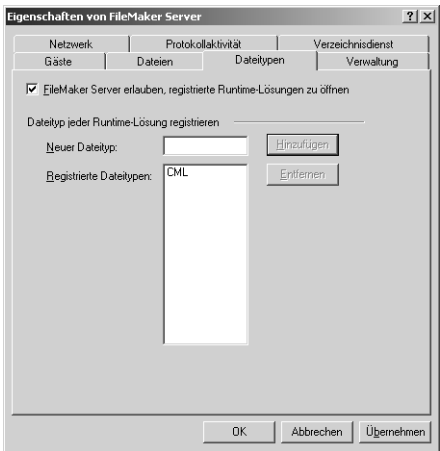 Eigenschaften von FileMaker Server
Netzwerk Protokollaktivität Verzeichnisdienst
Gäste Dateien Dateitypen Verwaltung
FileMaker Server erlauben, registrierte Runtime-Lösungen zu öffnen
Dateityp jeder Runtime-Lösung registrieren
Neuer Dateityp: Hinzufügen
Registrierte Dateitypen: CML Entfernen
OK Abbrechen Übernehmen